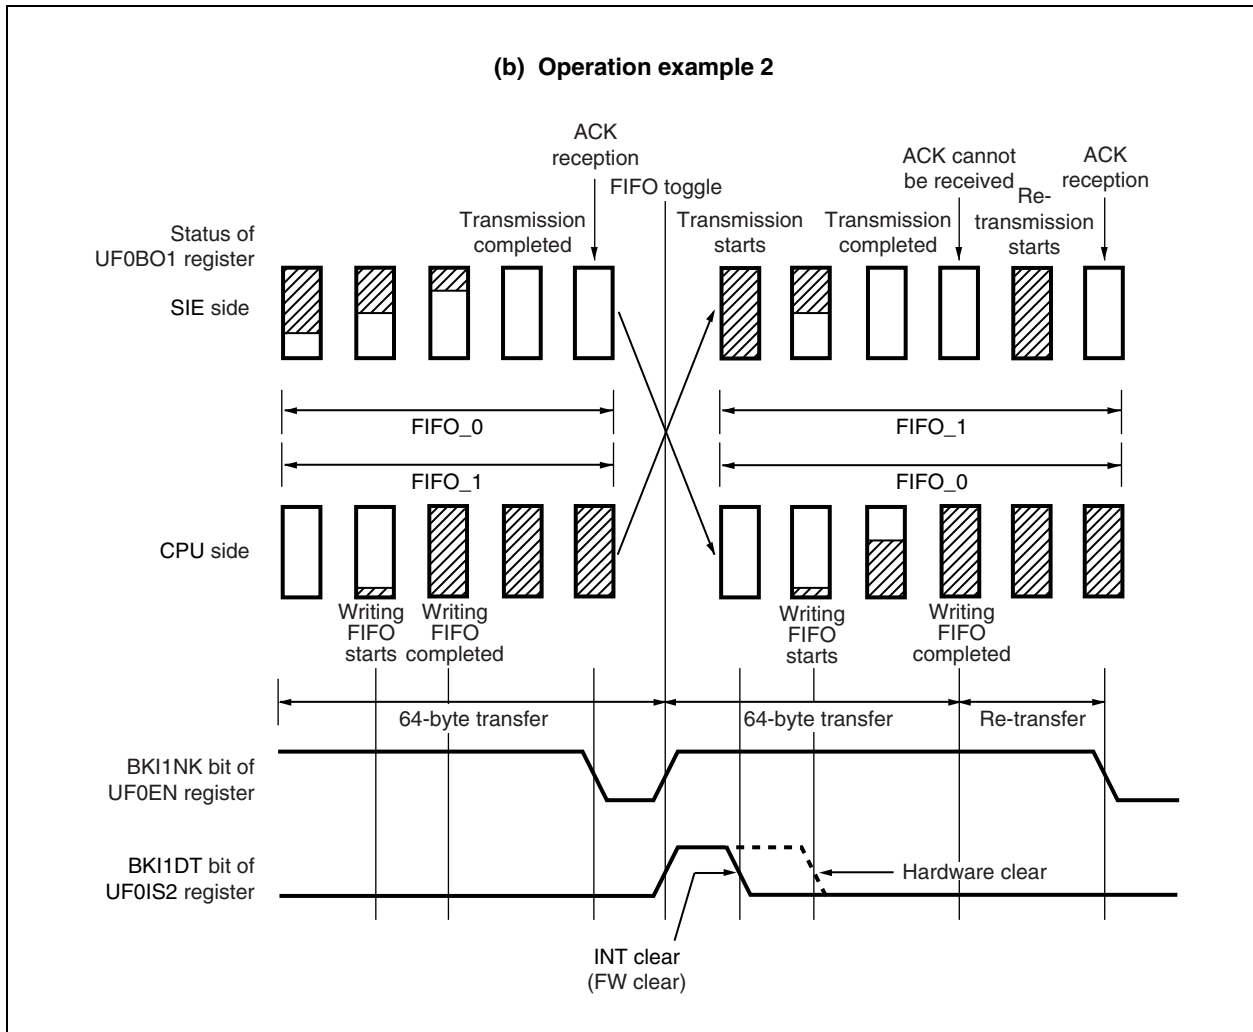 (b) Operation example 2
ACK
reception
FIFO toggle
ACK cannot
be received
ACK
reception
Re-
transmission
starts
Transmission
completed
Transmission
starts
Transmission
completed
Status of
UF0BO1 register
SIE side
FIFO_0
FIFO_1
FIFO_1
FIFO_0
CPU side
Writing
FIFO
starts
Writing
FIFO
completed
Writing
FIFO
starts
Writing
FIFO
completed
64-byte transfer
64-byte transfer
Re-transfer
BKI1NK bit of
UF0EN register
BKI1DT bit of
UF0IS2 register
Hardware clear
INT clear
(FW clear)